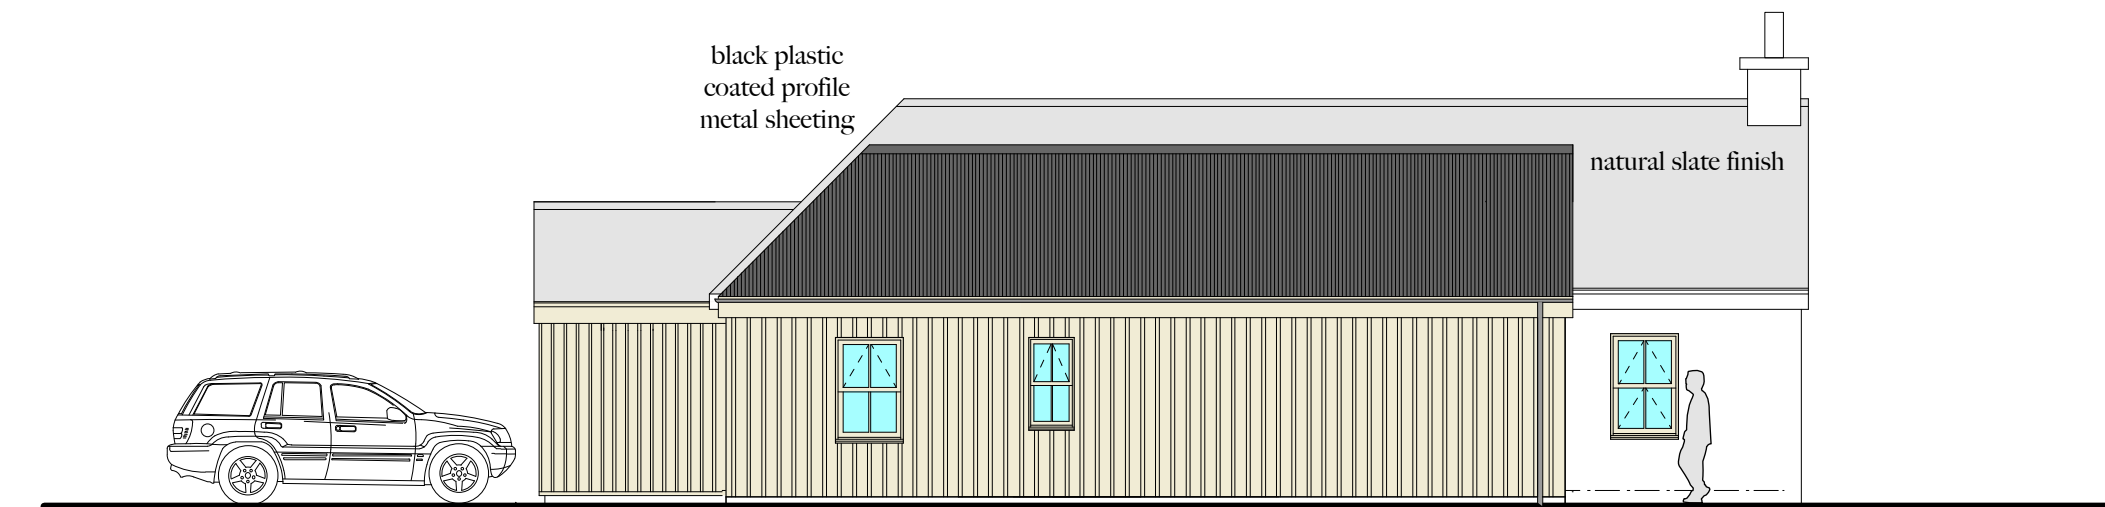 black plastic
coated profile
metal sheeting
natural slate finish